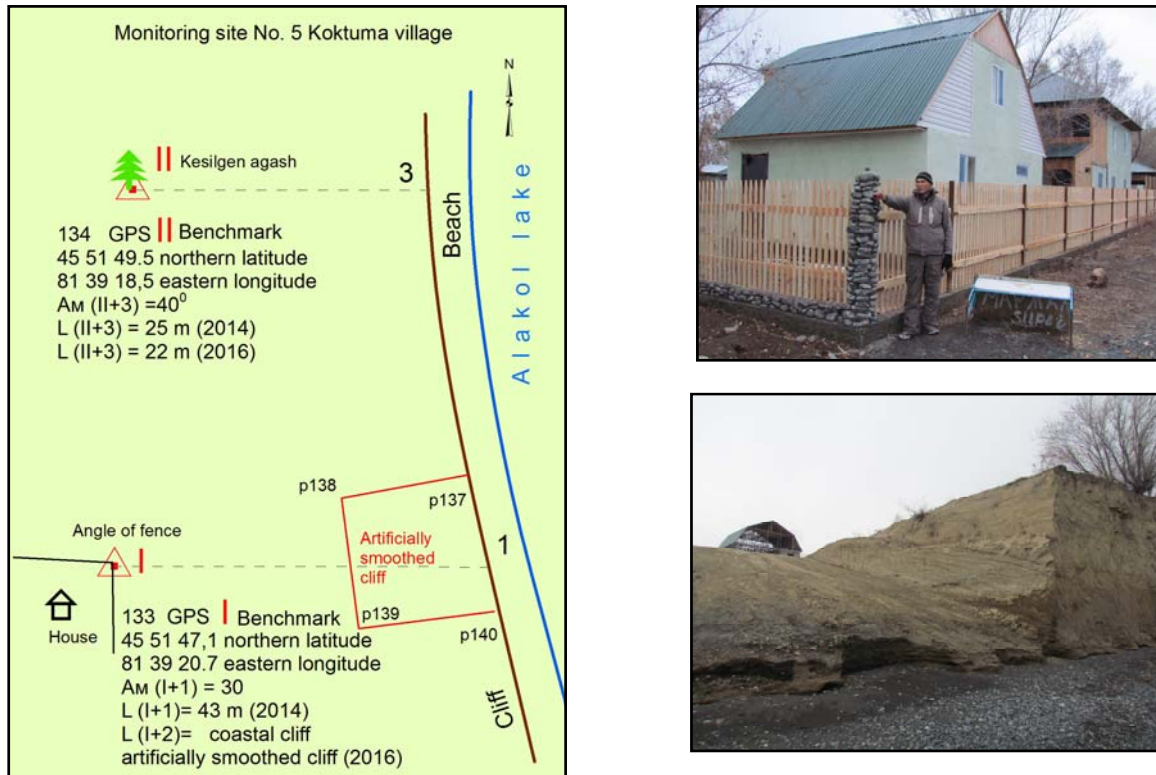 Monitoring site No. 5 Koktuma village
N
II Kesilgen agash
3
134 GPS II Benchmark
45 51 49.5 northern latitude
81 39 18,5 eastern longitude
Aм (II+3) =40⁰
L (II+3) = 25 m (2014)
L (II+3) = 22 m (2016)
Beach
Alakol lake
p138
p137
Angle of fence
I
Artificially
smoothed
cliff
1
House
p139
p140
133 GPS I Benchmark
45 51 47,1 northern latitude
81 39 20.7 eastern longitude
Aм (I+1) = 30
L (I+1)= 43 m (2014)
L (I+2)= coastal cliff
artificially smoothed cliff (2016)
Cliff